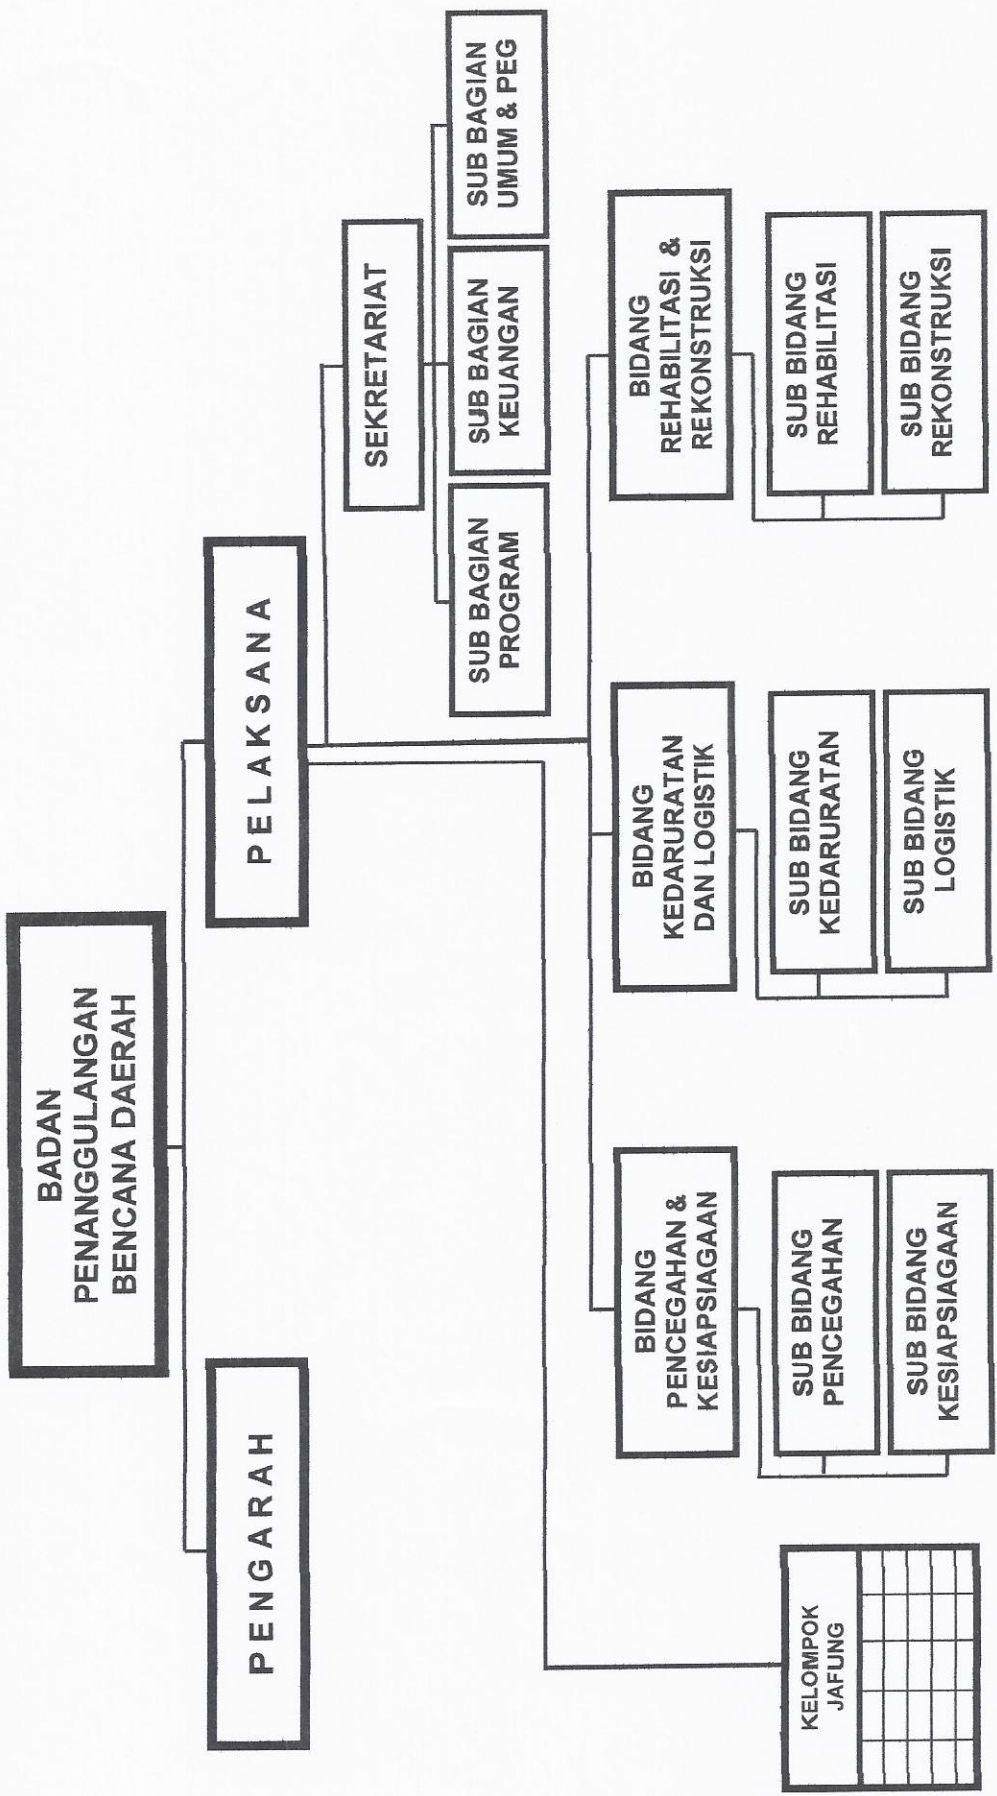 BADAN
PENANGGULANGAN
BENCANA DAERAH
P E N G A R A H
P E L A K S A N A
SEKRETARIAT
SUB BAGIAN
PROGRAM
SUB BAGIAN
KEUANGAN
SUB BAGIAN
UMUM & PEG
BIDANG
PENCEGAHAN &
KESIAPSIAGAAN
BIDANG
KEDARURATAN
DAN LOGISTIK
BIDANG
REHABILITASI &
REKONSTRUKSI
KELOMPOK
JAFUNG
SUB BIDANG
PENCEGAHAN
SUB BIDANG
KESIAPSIAGAAN
SUB BIDANG
KEDARURATAN
SUB BIDANG
LOGISTIK
SUB BIDANG
REHABILITASI
SUB BIDANG
REKONSTRUKSI